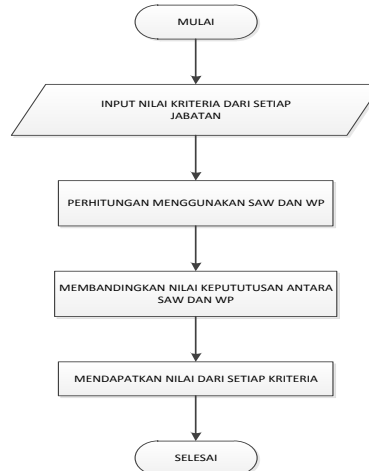 MULAI
INPUT NILAI KRITERIA DARI SETIAP
JABATAN
PERHITUNGAN MENGGUNAKAN SAW DAN WP
MEMBANDINGKAN NILAI KEPUTUTUSAN ANTARA
SAW DAN WP
MENDAPATKAN NILAI DARI SETIAP KRITERIA
SELESAI